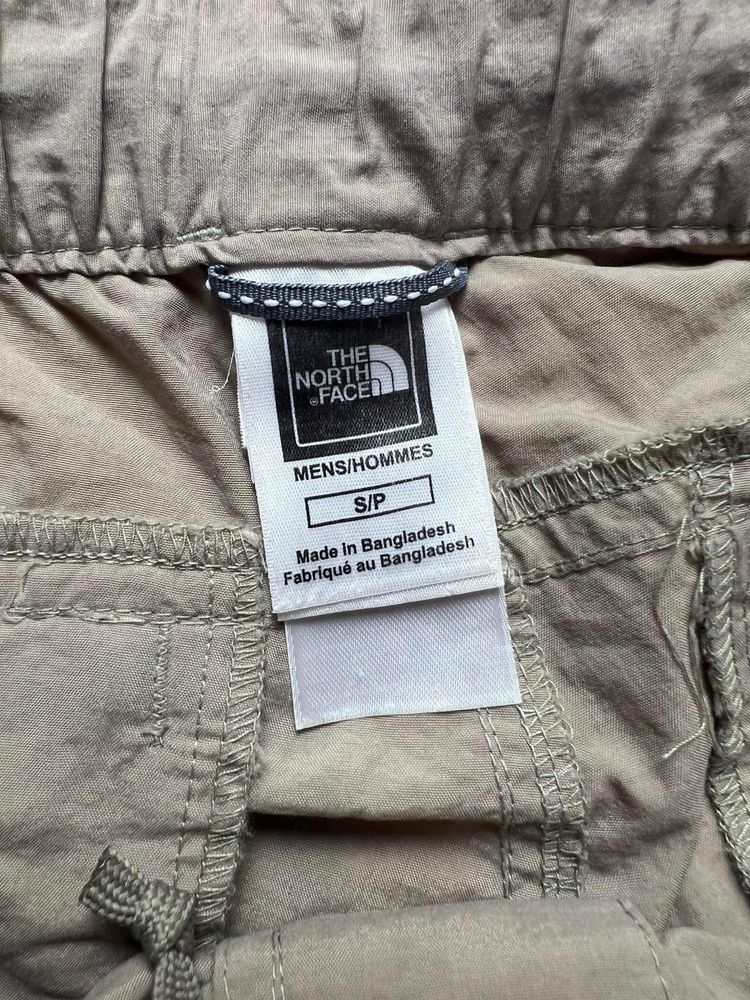 THE
NORTH
®FACE
MENS/HOMMES
S/P
Made in Bangladesh
Fabriqué au Bangladesh